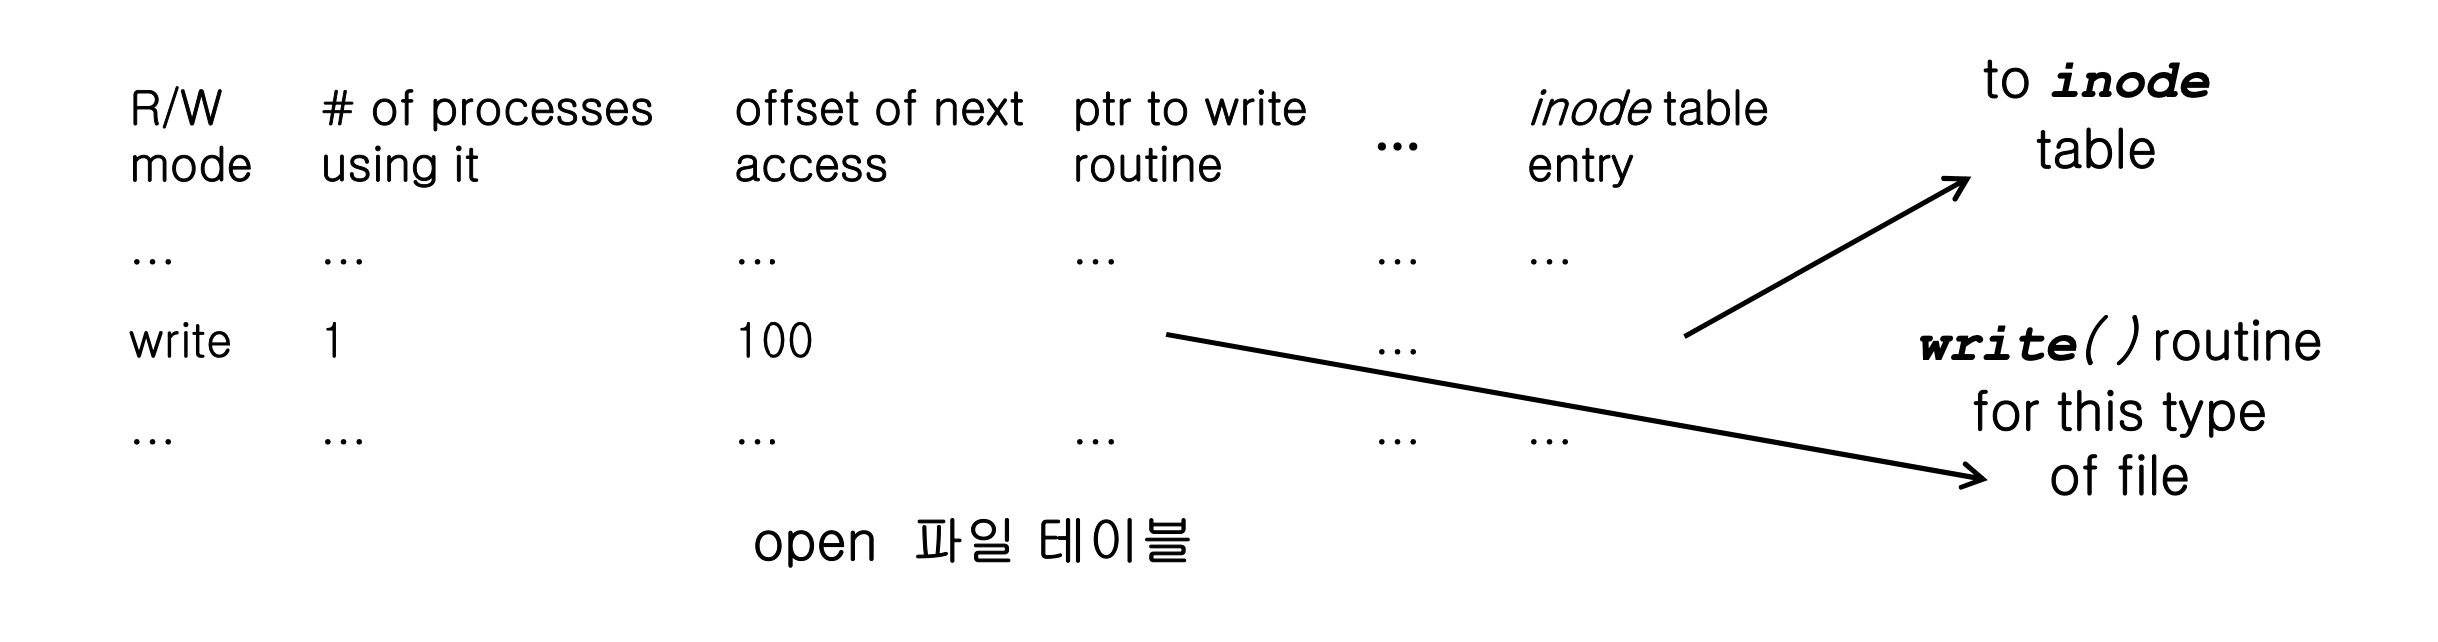 R/W mode
# of processes using it
offset of next access
ptr to write routine
...
inode table entry
to inode
table
... ... ... ... ... ...
write 1 100 ...
write() routine
for this type
of file
... ... ... ... ... ...
open 파일 테이블